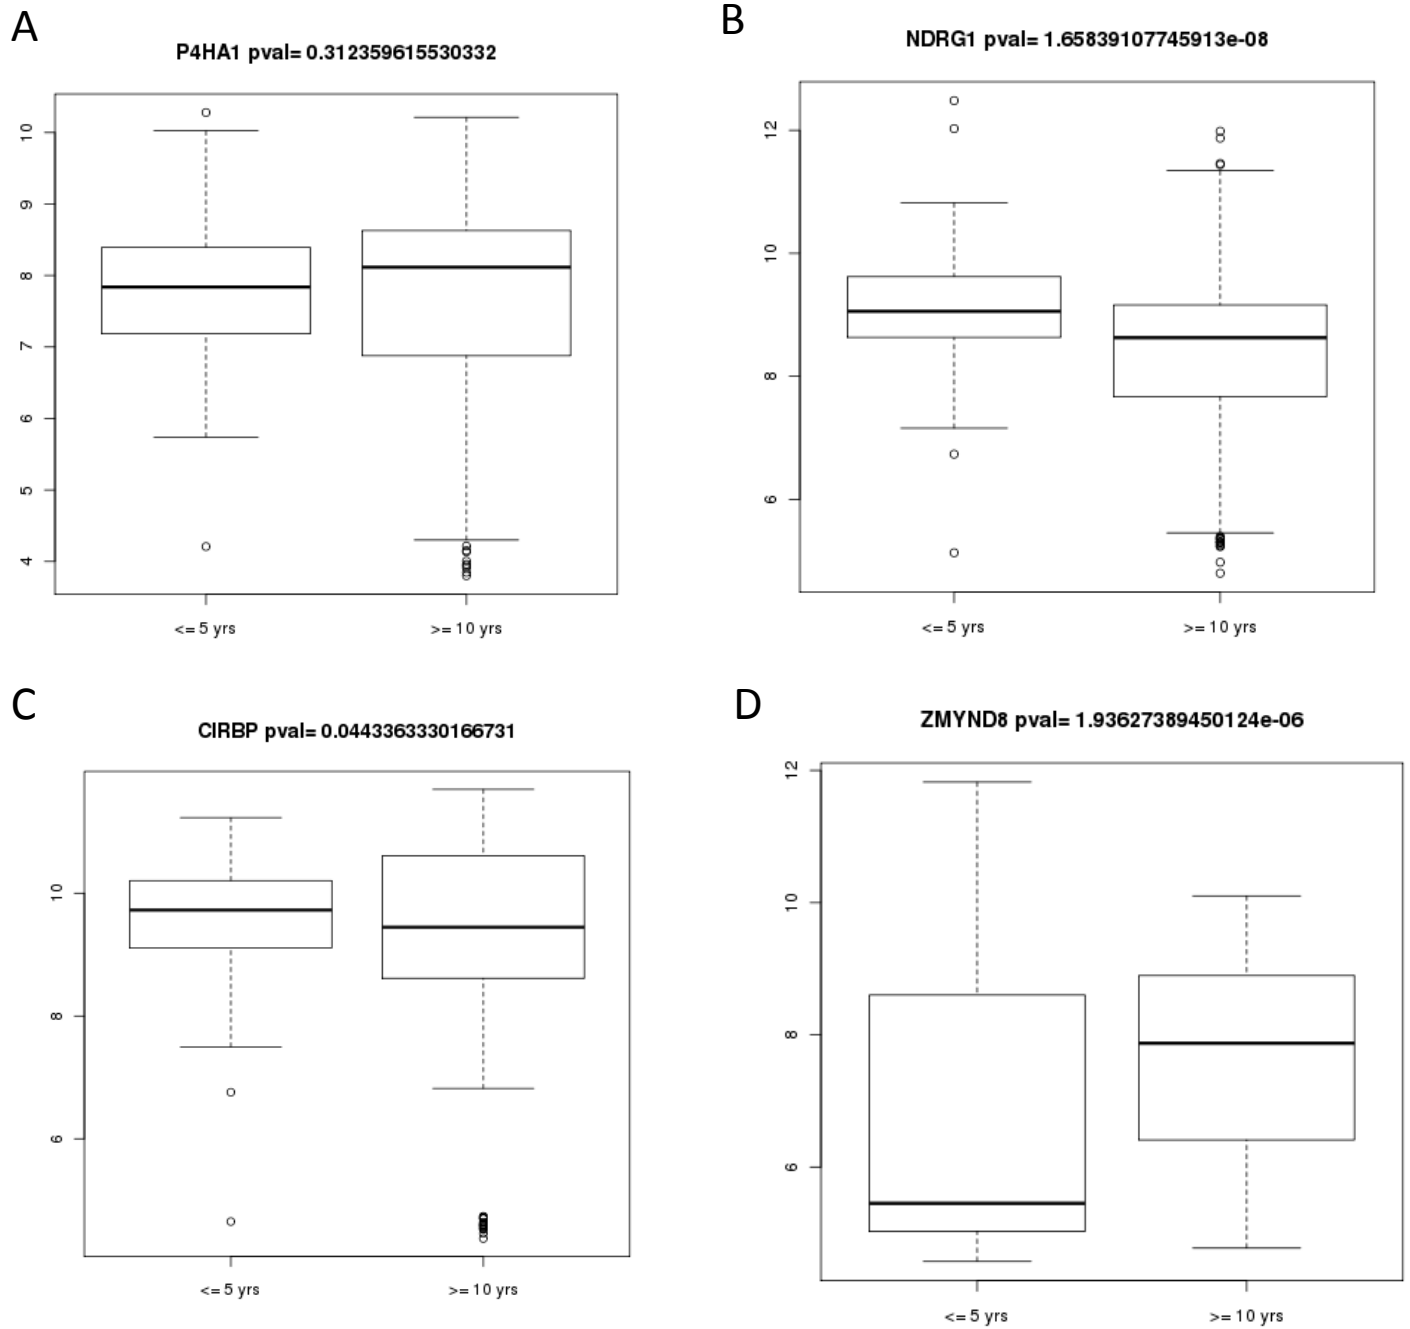 A
P4HA1 pval= 0.312359615530332
10
9
8
7
6
5
4
<= 5 yrs
>= 10 yrs
B
NDRG1 pval= 1.65839107745913e-08
12
10
8
6
<= 5 yrs
>= 10 yrs
C
CIRBP pval= 0.0443363330166731
10
8
6
<= 5 yrs
>= 10 yrs
D
ZMYND8 pval= 1.93627389450124e-06
12
10
8
6
<= 5 yrs
>= 10 yrs